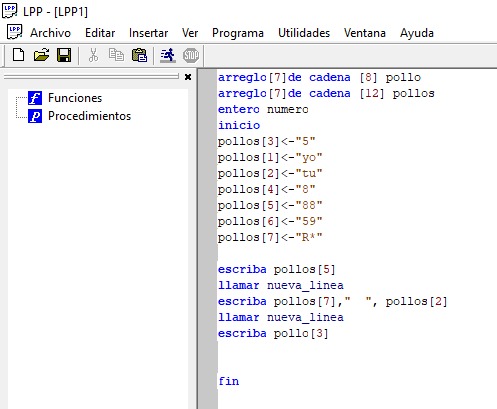 LPP - [LPP1]
Archivo Editar Insertar Ver Programa Utilidades Ventana Ayuda
Funciones
Procedimientos
arreglo[7]de cadena [8] pollo
arreglo[7]de cadena [12] pollos
entero numero
inicio
pollos[3]<-"5"
pollos[1]<-"yo"
pollos[2]<-"tu"
pollos[4]<-"8"
pollos[5]<-"88"
pollos[6]<-"59"
pollos[7]<-"R*"
escriba pollos[5]
llamar nueva_linea
escriba pollos[7],"  ", pollos[2]
llamar nueva_linea
escriba pollo[3]
fin